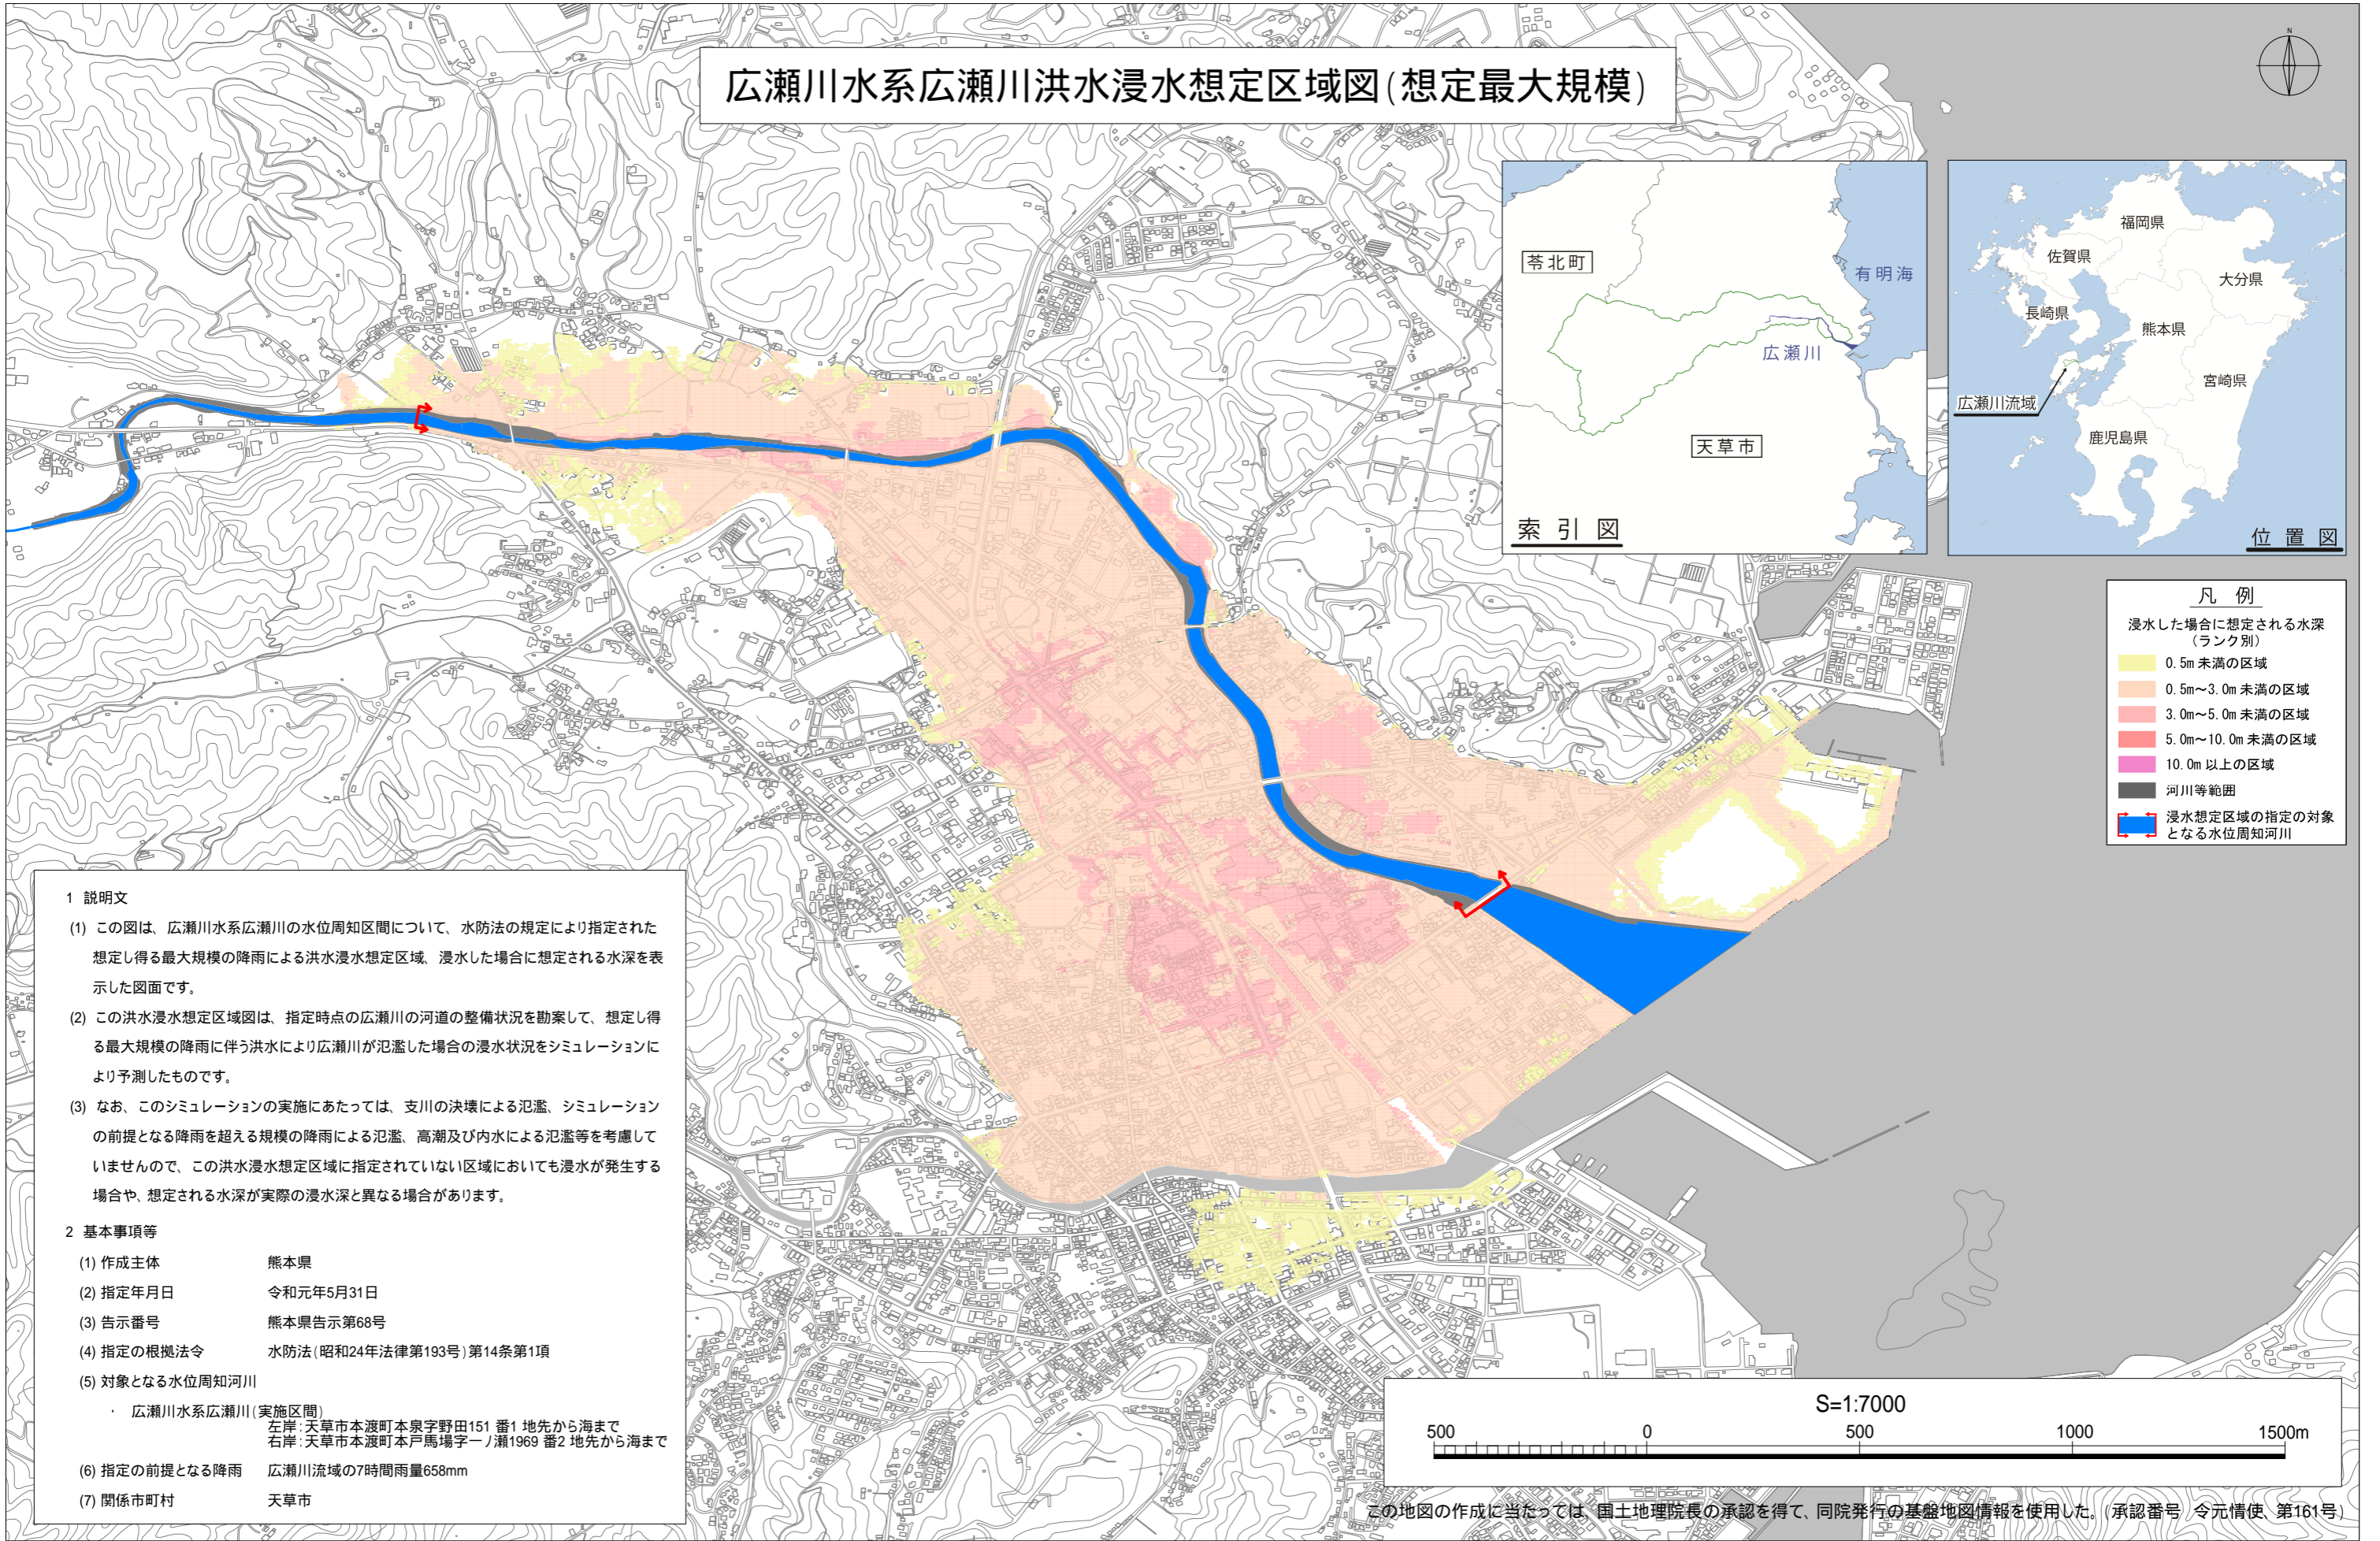 広瀬川水系広瀬川洪水浸水想定区域図(想定最大規模)
N
苓北町
有明海
広瀬川
天草市
索引図
福岡県
佐賀県
大分県
長崎県
熊本県
宮崎県
広瀬川流域
鹿児島県
位置図
凡例
浸水した場合に想定される水深
(ランク別)
0.5m 未満の区域
0.5m～3.0m 未満の区域
3.0m～5.0m 未満の区域
5.0m～10.0m 未満の区域
10.0m 以上の区域
河川等範囲
浸水想定区域の指定の対象
となる水位周知河川
1 説明文
(1) この図は、広瀬川水系広瀬川の水位周知区間について、水防法の規定により指定された
想定し得る最大規模の降雨による洪水浸水想定区域、浸水した場合に想定される水深を表
示した図面です。
(2) この洪水浸水想定区域図は、指定時点の広瀬川の河道の整備状況を勘案して、想定し得
る最大規模の降雨に伴う洪水により広瀬川が氾濫した場合の浸水状況をシミュレーションに
より予測したものです。
(3) なお、このシミュレーションの実施にあたっては、支川の決壊による氾濫、シミュレーション
の前提となる降雨を超える規模の降雨による氾濫、高潮及び内水による氾濫等を考慮して
いませんので、この洪水浸水想定区域に指定されていない区域においても浸水が発生する
場合や、想定される水深が実際の浸水深と異なる場合があります。
2 基本事項等
(1) 作成主体 熊本県
(2) 指定年月日 令和元年5月31日
(3) 告示番号 熊本県告示第68号
(4) 指定の根拠法令 水防法(昭和24年法律第193号)第14条第1項
(5) 対象となる水位周知河川
・ 広瀬川水系広瀬川(実施区間)
左岸:天草市本渡町本泉字野田151 番1 地先から海まで
右岸:天草市本渡町本戸馬場字一ノ瀬1969 番2 地先から海まで
(6) 指定の前提となる降雨 広瀬川流域の7時間雨量658mm
(7) 関係市町村 天草市
S=1:7000
500 0 500 1000 1500m
この地図の作成に当たっては、国土地理院長の承認を得て、同院発行の基盤地図情報を使用した。(承認番号 令元情使、第161号)